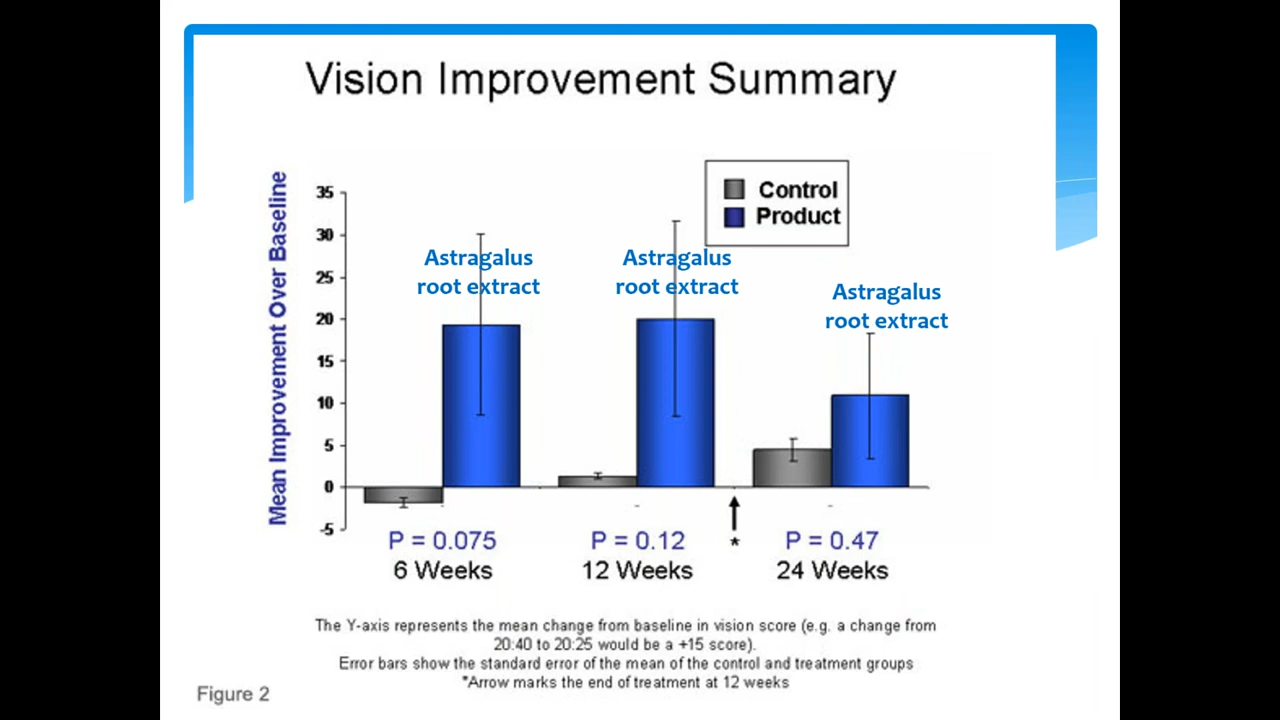 Vision Improvement Summary
Mean Improvement Over Baseline
35
30
25
20
15
10
5
0
-5
Control
Product
Astragalus
root extract
Astragalus
root extract
Astragalus
root extract
P = 0.075
P = 0.12
*
P = 0.47
6 Weeks
12 Weeks
24 Weeks
The Y-axis represents the mean change from baseline in vision score (e.g. a change from
20:40 to 20:25 would be a +15 score).
Error bars show the standard error of the mean of the control and treatment groups
*Arrow marks the end of treatment at 12 weeks
Figure 2